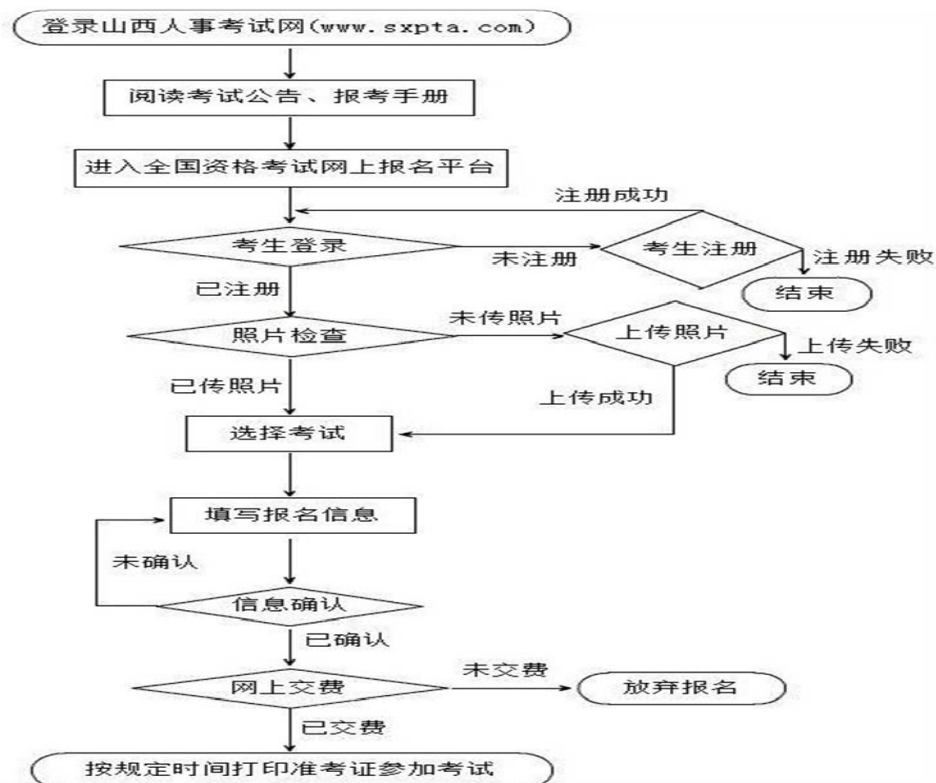 登录山西人事考试网(www.sxpta.com)
阅读考试公告、报考手册
进入全国资格考试网上报名平台
注册成功
考生登录
未注册
考生注册
注册失败
结束
已注册
照片检查
未传照片
上传照片
上传失败
结束
已传照片
上传成功
选择考试
填写报名信息
未确认
信息确认
已确认
网上交费
未交费
放弃报名
已交费
按规定时间打印准考证参加考试